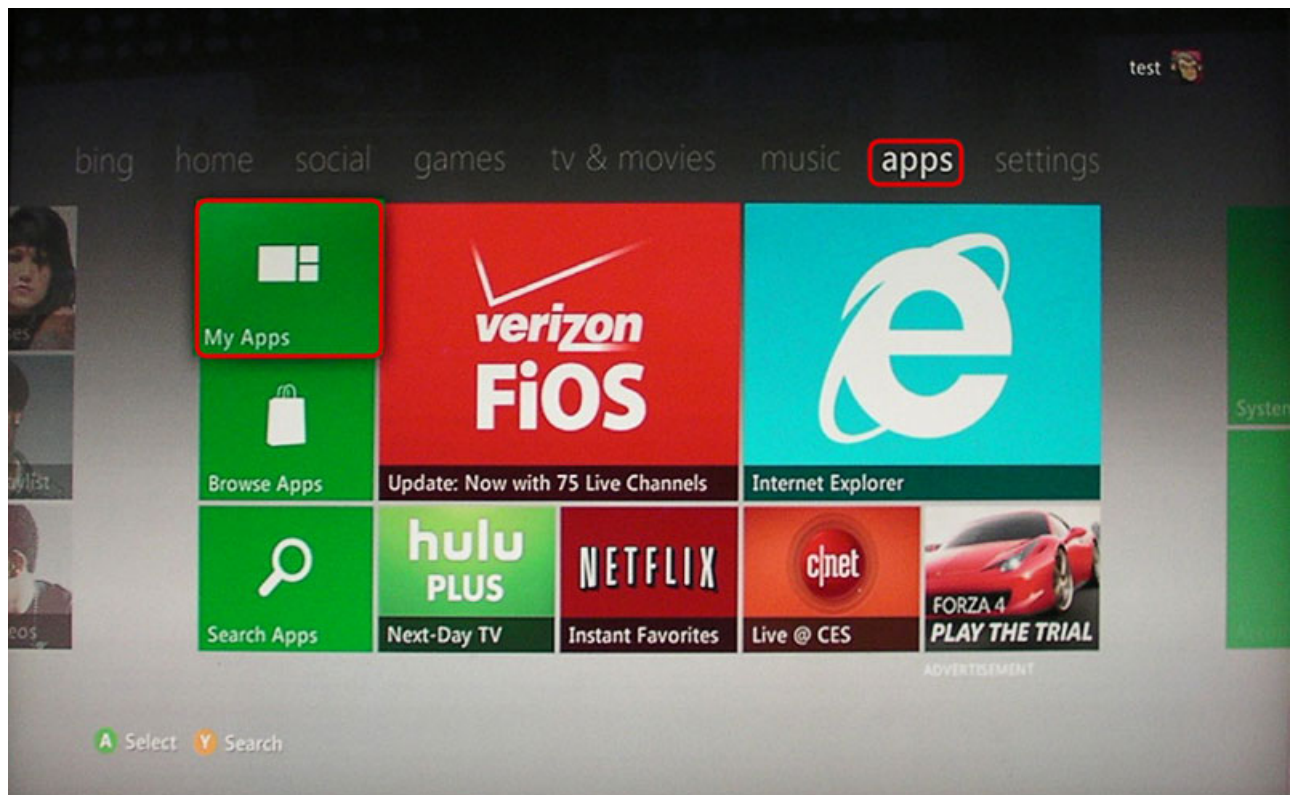 test
bing home social games tv & movies music apps settings
My Apps
verizon
FiOS
Update: Now with 75 Live Channels
Internet Explorer
Browse Apps
hulu
PLUS
Next-Day TV
NETFLIX
Instant Favorites
c|net
Live @ CES
FORZA 4
PLAY THE TRIAL
Search Apps
ADVERTISEMENT
A Select Y Search